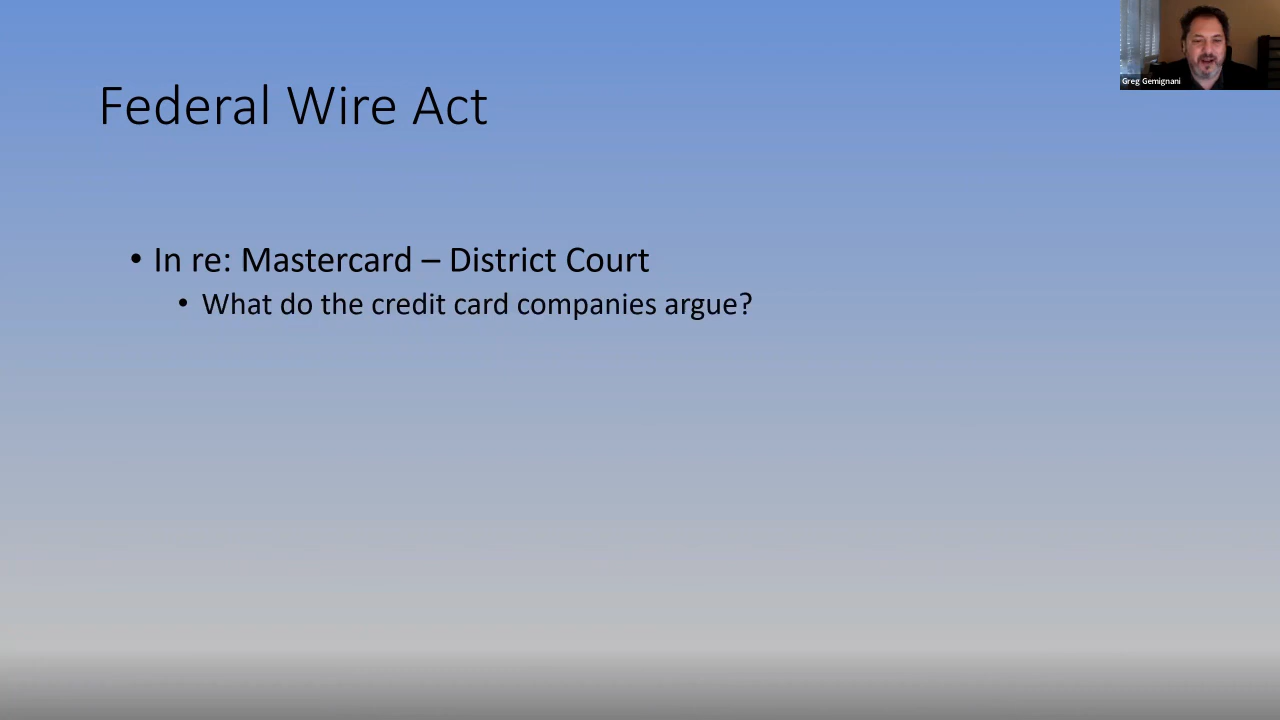 Federal Wire Act
• In re: Mastercard – District Court
• What do the credit card companies argue?
Greg Gemignani